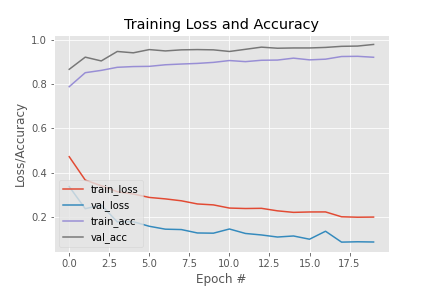 Training Loss and Accuracy
1.0
0.8
0.6
0.4
0.2
Loss/Accuracy
train_loss
val_loss
train_acc
val_acc
0.0 2.5 5.0 7.5 10.0 12.5 15.0 17.5
Epoch #